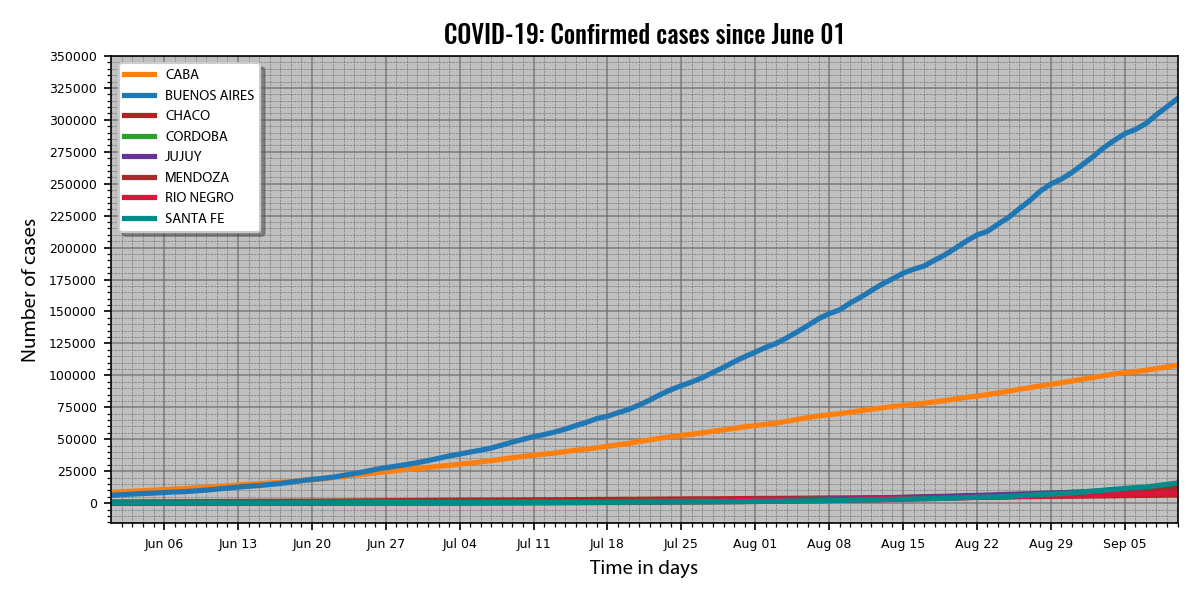 COVID-19: Confirmed cases since June 01
350000
325000
300000
275000
250000
225000
200000
175000
150000
125000
100000
75000
50000
25000
0
Number of cases
CABA
BUENOS AIRES
CHACO
CORDOBA
JUJUY
MENDOZA
RIO NEGRO
SANTA FE
Jun 06 Jun 13 Jun 20 Jun 27 Jul 04 Jul 11 Jul 18 Jul 25 Aug 01 Aug 08 Aug 15 Aug 22 Aug 29 Sep 05
Time in days